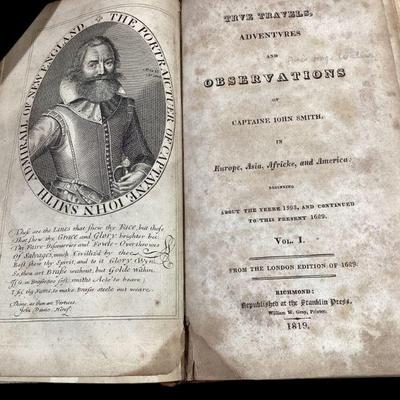 THE PORTRAICTUER OF CAPTAYNE IOHN SMITH ADMIRALL OF NEW ENGLAND
These are the LINES that shew thy Face, but those
That shew thy Grace and Glory, brighter bee:
Thy Faire-Discoueries and Fowle-Overthrowes
Of Salvages, much Civilliz'd by thee
Best shew thy Spirit, and to it Glory Wyn;
So, thou art Brasse without, but Golde within.
If so, in Brasse, too soft smiths Acts to beare,
I fix thy Fame, to make Brasse steele out weare.
Thine, as thou art Virtues,
John Davies, Heref:
TRVE TRAVELS,
ADVENTVRES
AND
OBSERVATIONS
OF
CAPTAINE IOHN SMITH,
IN
Europe, Asia, Africke, and America:
BEGINNING
ABOUT THE YEERE 1593, AND CONTINUED
TO THIS PRESENT 1629.
VOL. I.
FROM THE LONDON EDITION OF 1629.
RICHMOND:
Republished at the Franklin Press.
William W. Gray, Printer.
1819.